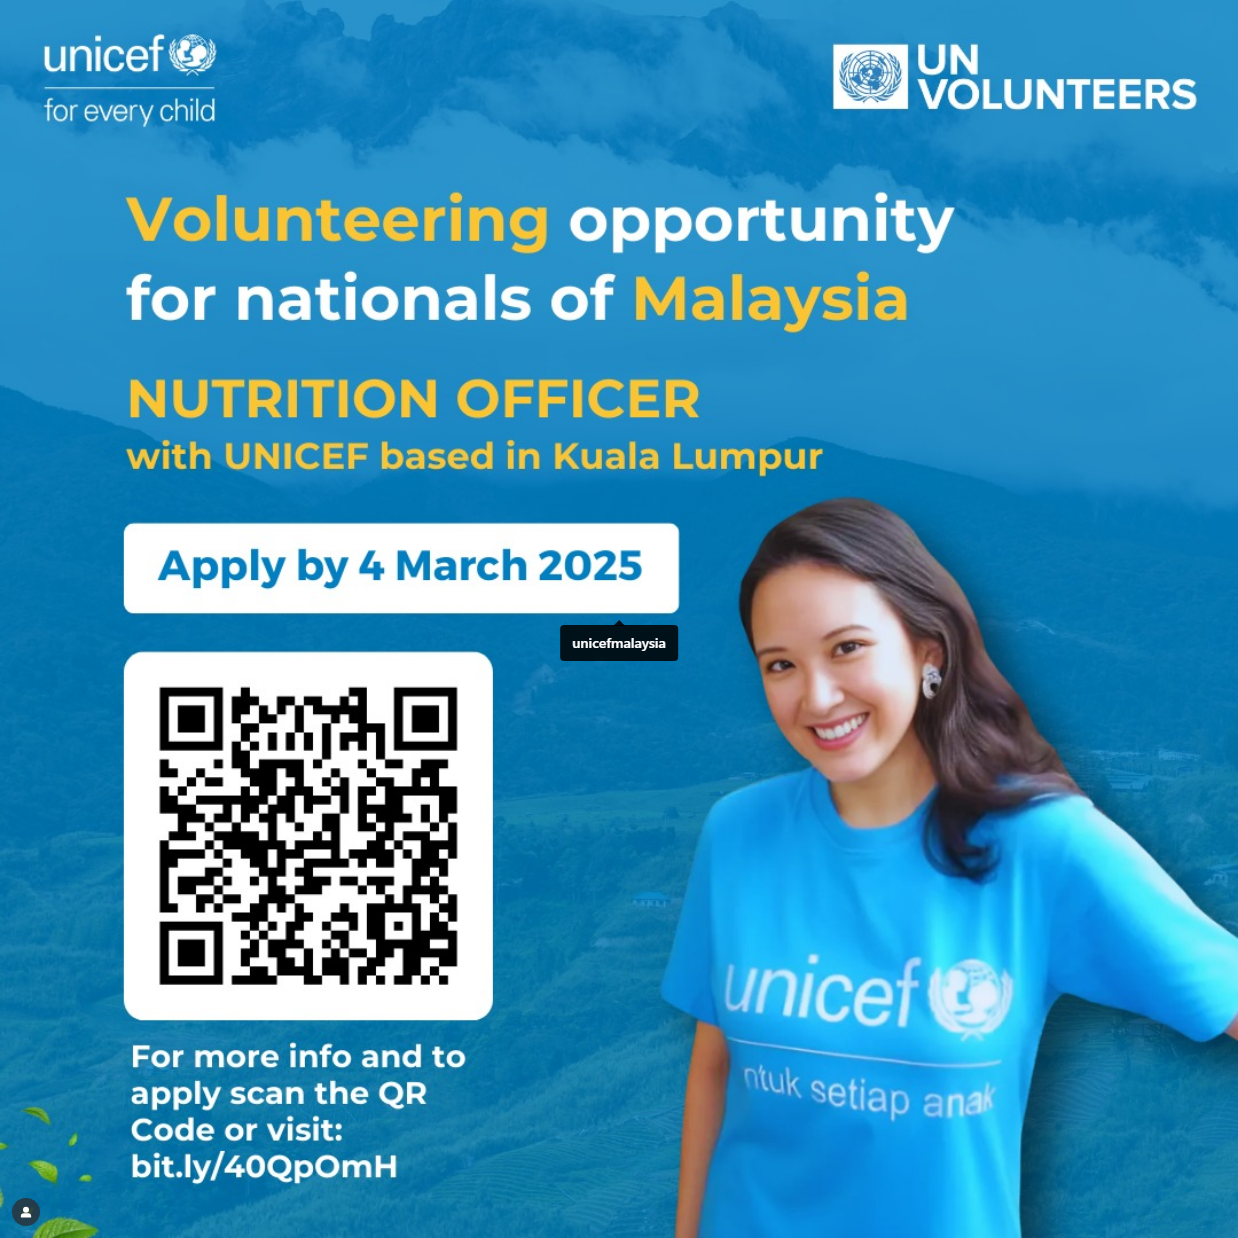 unicef
for every child
UN
VOLUNTEERS
Volunteering opportunity
for nationals of Malaysia
NUTRITION OFFICER
with UNICEF based in Kuala Lumpur
Apply by 4 March 2025
unicefmalaysia
unicef
ntuk setiap anak
For more info and to
apply scan the QR
Code or visit:
bit.ly/40QpOmH